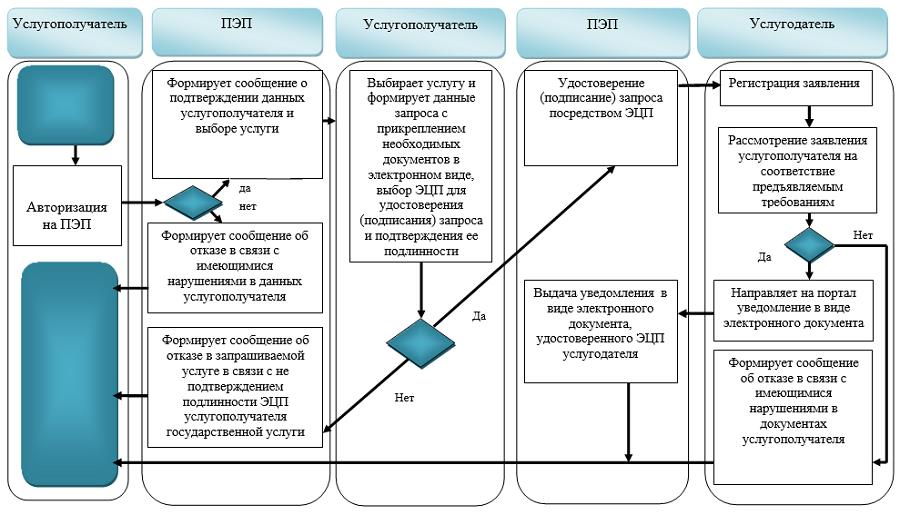 Услугополучатель
ПЭП
Услугополучатель
ПЭП
Услугодатель
Авторизация
на ПЭП
Формирует сообщение о
подтверждении данных
услугополучателя и
выборе услуги
да
нет
Формирует сообщение об
отказе в связи с
имеющимися
нарушениями в данных
услугополучателя
Формирует сообщение об
отказе в запрашиваемой
услуге в связи с не
подтверждением
подлинности ЭЦП
услугополучателя
государственной услуги
Выбирает услугу и
формирует данные
запроса с
прикреплением
необходимых
документов в
электронном виде,
выбор ЭЦП для
удостоверения
(подписания) запроса
и подтверждения ее
подлинности
Да
Нет
Удостоверение
(подписание) запроса
посредством ЭЦП
Выдача уведомления в
виде электронного
документа,
удостоверенного ЭЦП
услугодателя
Регистрация заявления
Рассмотрение заявления
услугополучателя на
соответствие
предъявляемым
требованиям
Нет
Да
Направляет на портал
уведомление в виде
электронного документа
Формирует сообщение
об отказе в связи с
имеющимися
нарушениями в
документах
услугополучателя